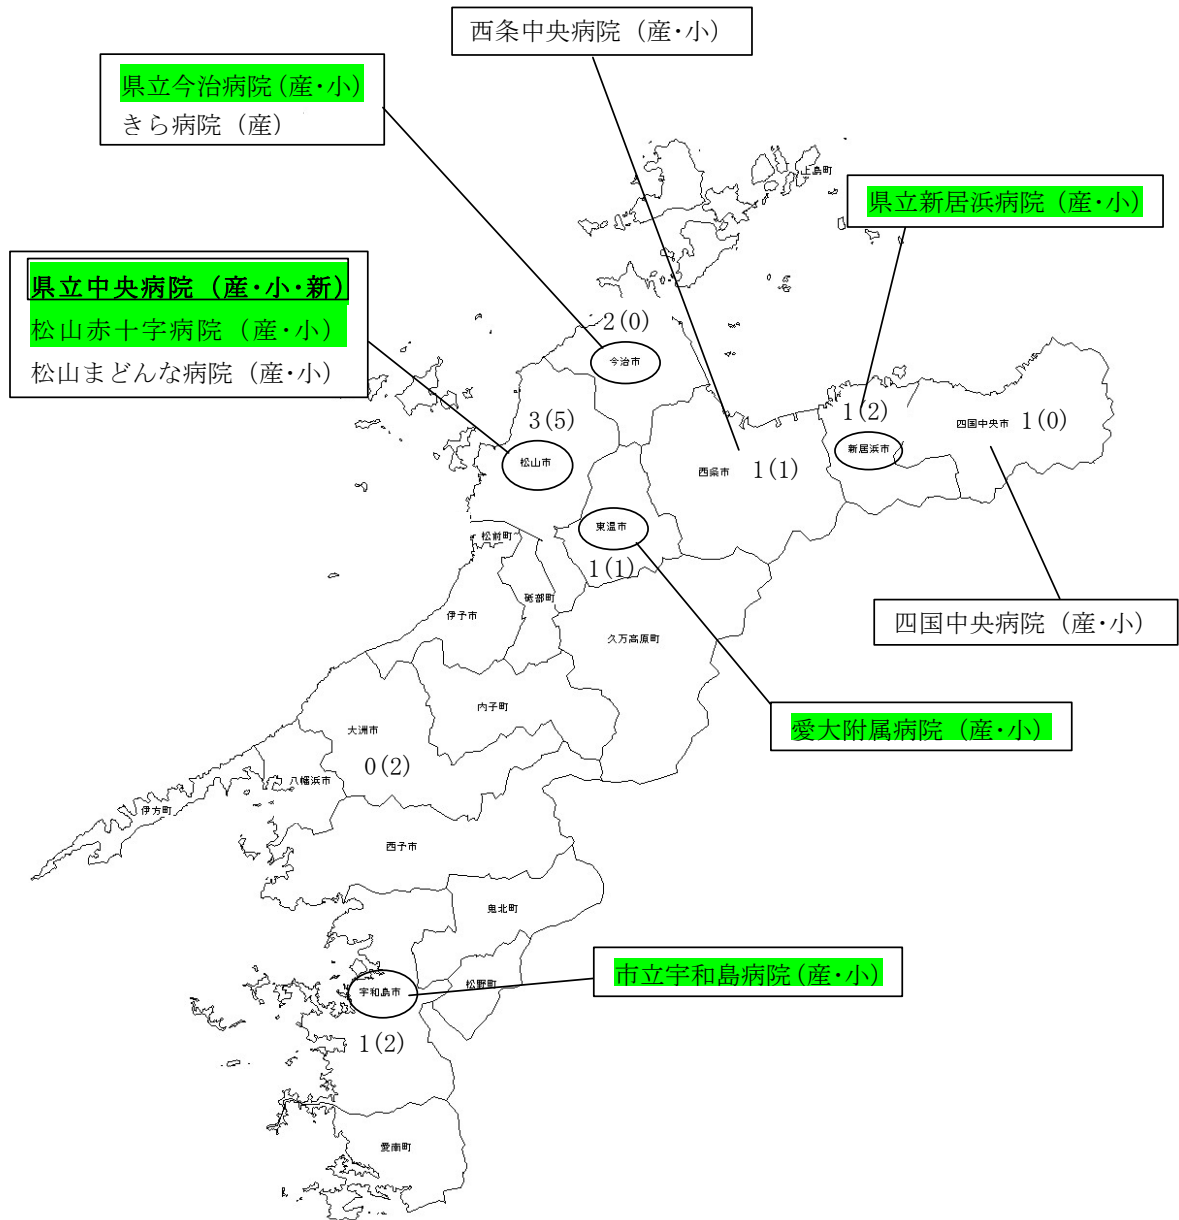 西条中央病院（産・小）
県立今治病院(産・小)
きら病院（産）
上島町
県立新居浜病院（産・小）
県立中央病院（産・小・新）
松山赤十字病院（産・小）
松山まどんな病院（産・小）
2(0)
今治市
3(5)
松山市
1(2)
新居浜市
四国中央市
1(0)
西条市
1(1)
東温市
1(1)
松前町
砥部町
伊予市
久万高原町
四国中央病院（産・小）
内子町
大洲市
0(2)
愛大附属病院（産・小）
八幡浜市
伊方町
西予市
鬼北町
市立宇和島病院(産・小)
松野町
宇和島市
1(2)
愛南町